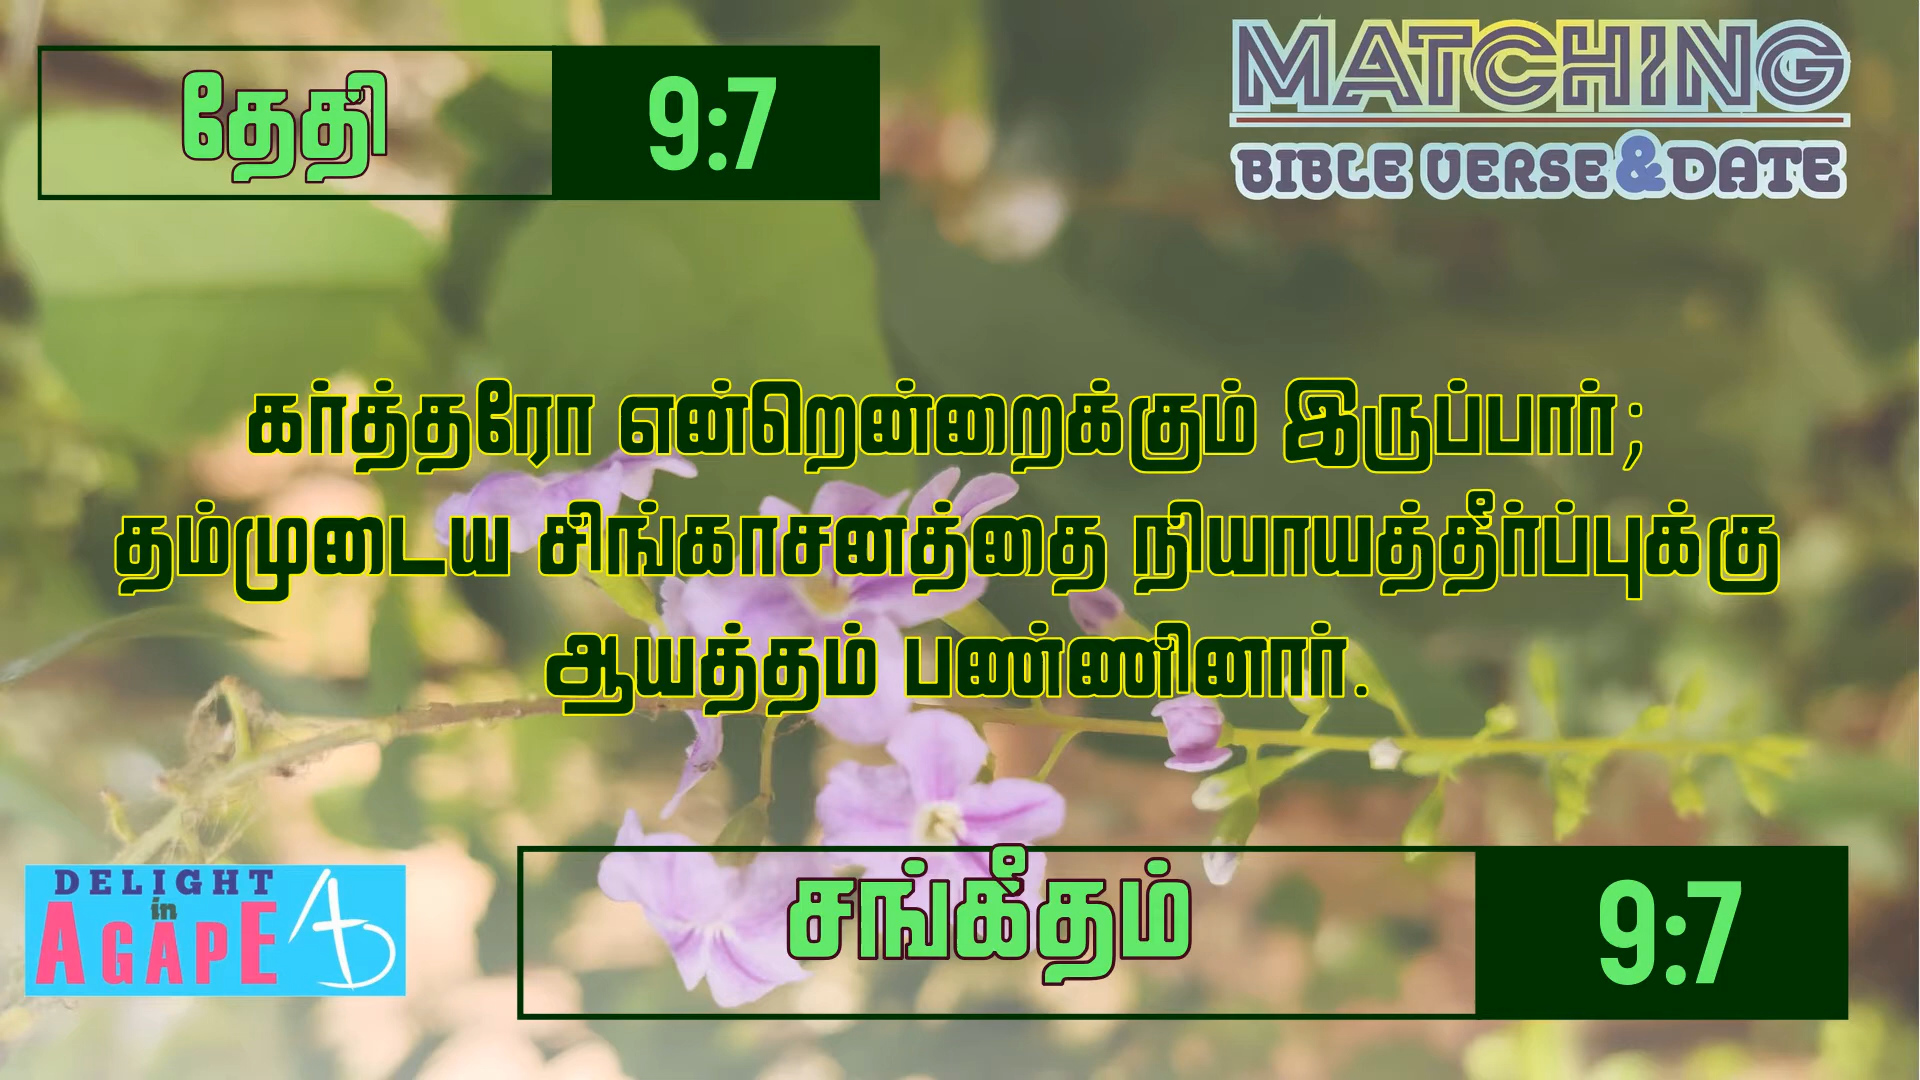 தேதி 9:7
MATCHING
BIBLE VERSE & DATE
கர்த்தரோ என்றென்றைக்கும் இருப்பார்;
தம்முடைய சிங்காசனத்தை நியாயத்தீர்ப்புக்கு
ஆயத்தம் பண்ணினார்.
DELIGHT
in
AGAPE AD
சங்கீதம் 9:7